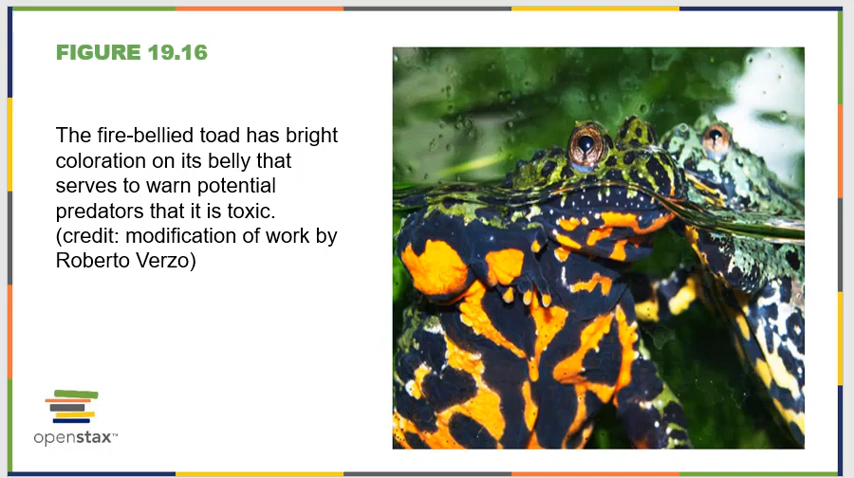 FIGURE 19.16
The fire-bellied toad has bright
coloration on its belly that
serves to warn potential
predators that it is toxic.
(credit: modification of work by
Roberto Verzo)
openstax™